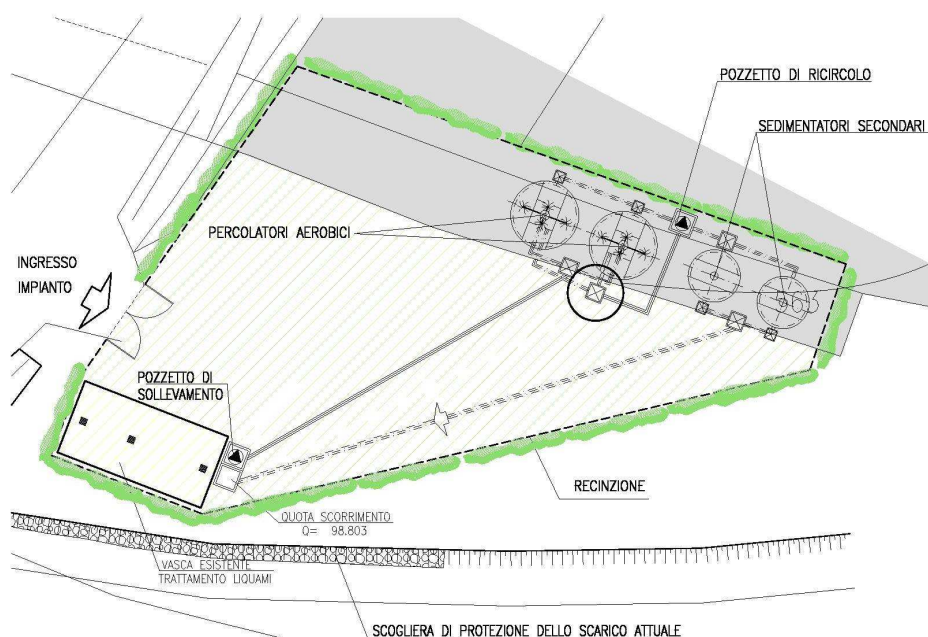 POZZETTO DI RICIRCOLO
SEDIMENTATORI SECONDARI
PERCOLATORI AEROBICI
INGRESSO
IMPIANTO
POZZETTO DI
SOLLEVAMENTO
RECINZIONE
QUOTA SCORRIMENTO
Q= 98.803
VASCA ESISTENTE
TRATTAMENTO LIQUAMI
SCOGLIERA DI PROTEZIONE DELLO SCARICO ATTUALE